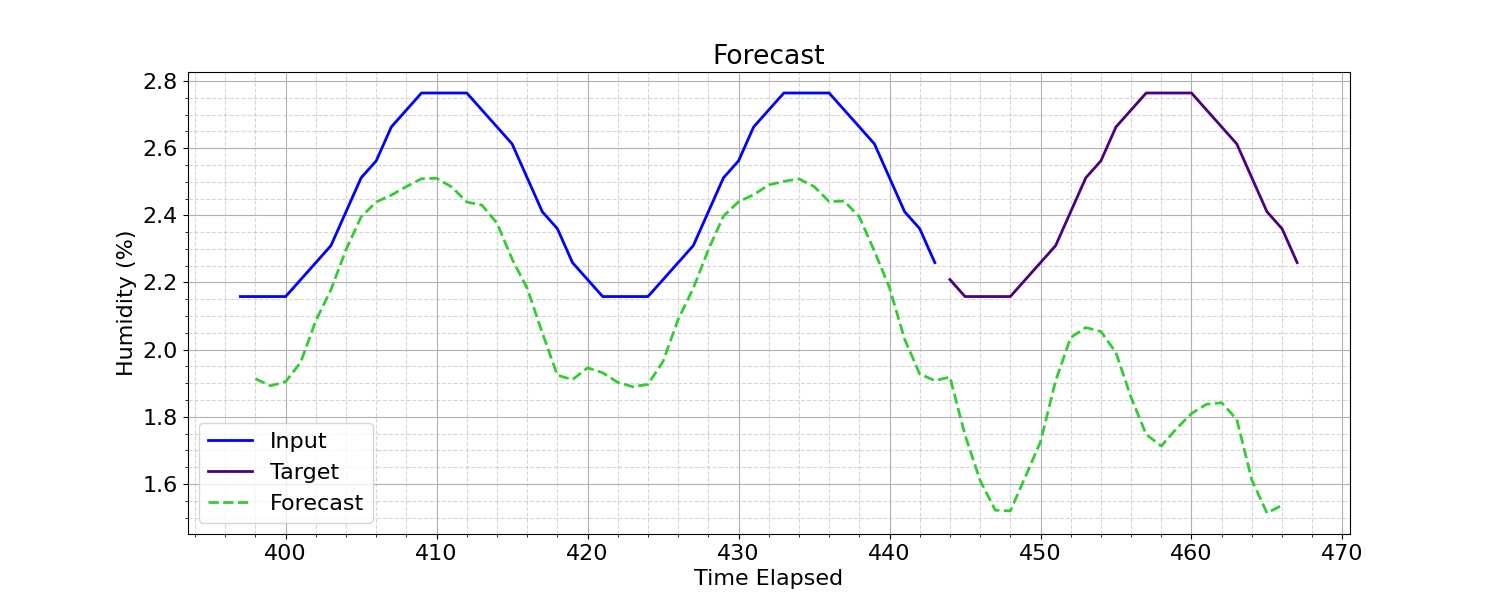 Forecast
2.8
2.6
2.4
2.2
2.0
1.8
1.6
Humidity (%)
Input
Target
Forecast
400 410 420 430 440 450 460 470
Time Elapsed